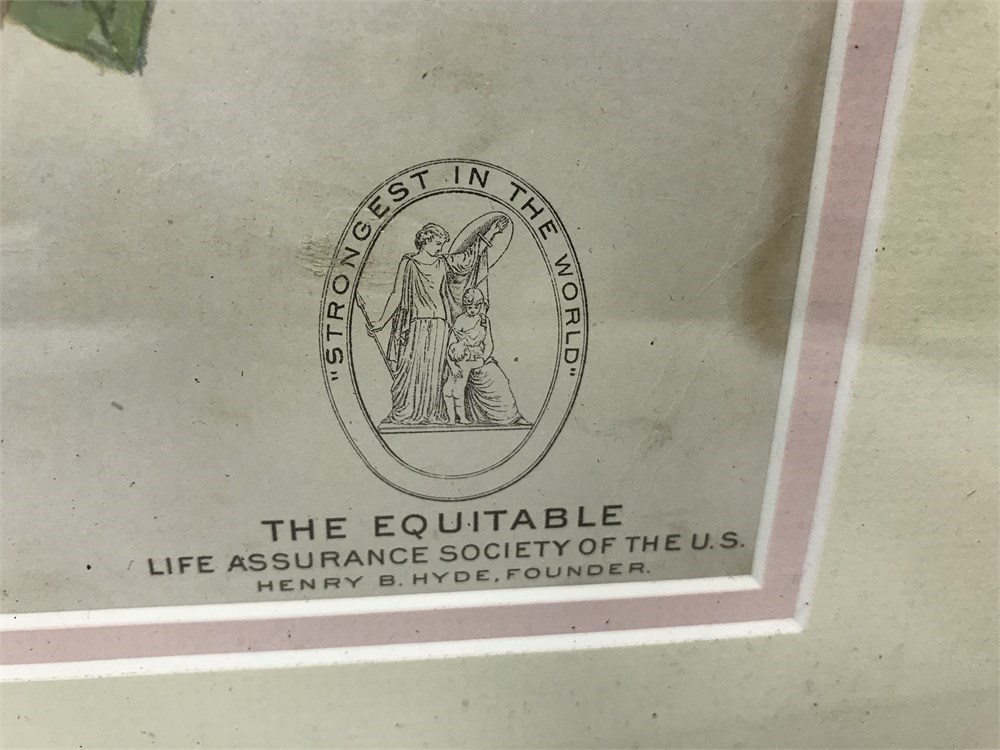 "STRONGEST IN THE WORLD"
THE EQUITABLE
LIFE ASSURANCE SOCIETY OF THE U.S.
HENRY B. HYDE, FOUNDER.